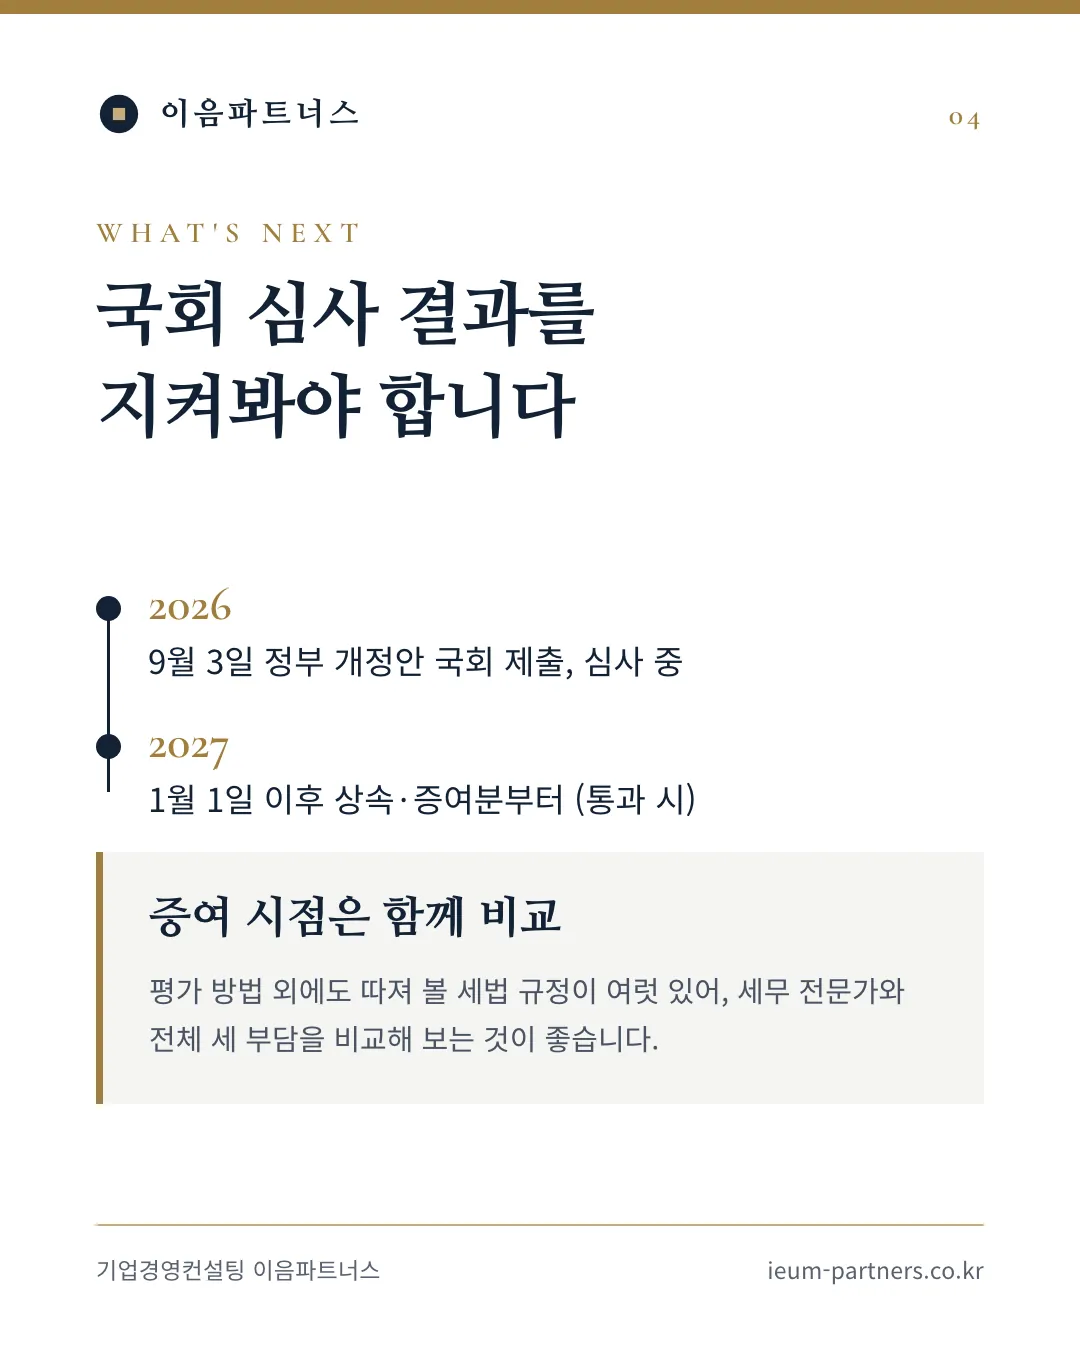 이음파트너스
04
WHAT'S NEXT
국회 심사 결과를
지켜봐야 합니다
2026
9월 3일 정부 개정안 국회 제출, 심사 중
2027
1월 1일 이후 상속·증여분부터 (통과 시)
증여 시점은 함께 비교
평가 방법 외에도 따져 볼 세법 규정이 여럿 있어, 세무 전문가와
전체 세 부담을 비교해 보는 것이 좋습니다.
기업경영컨설팅 이음파트너스
ieum-partners.co.kr